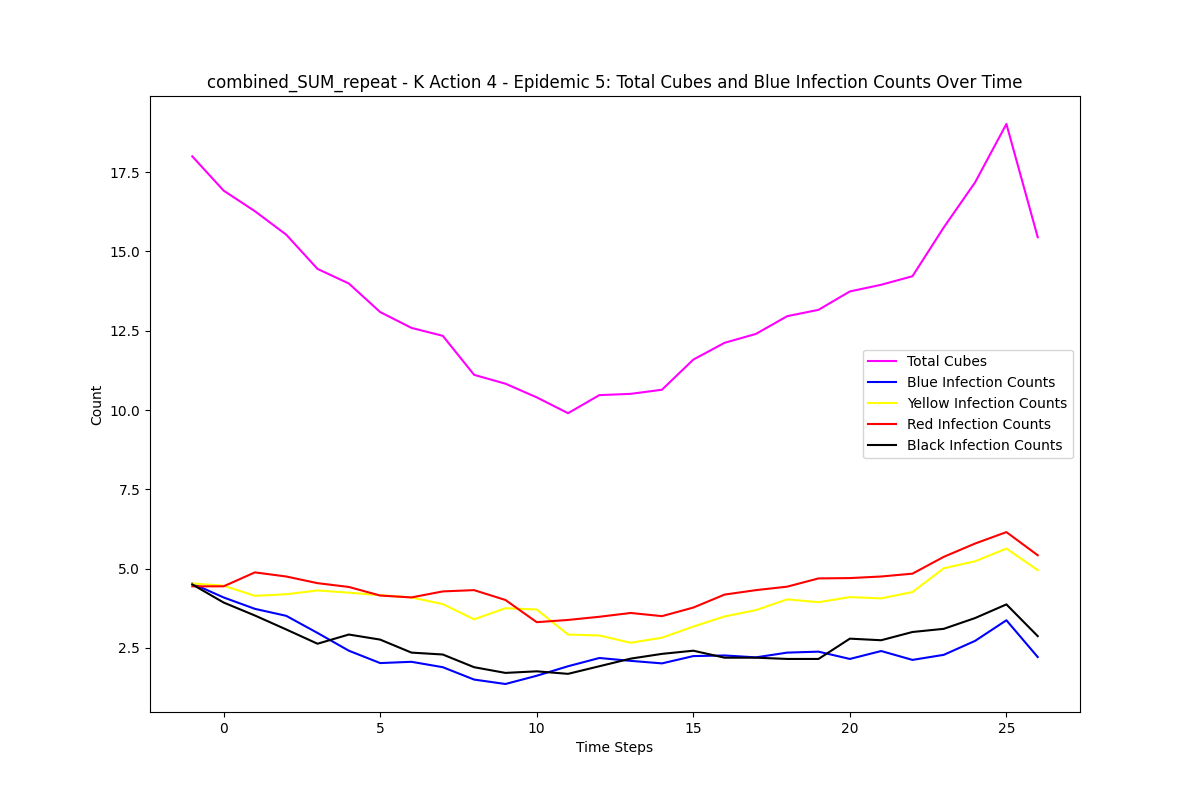 combined_SUM_repeat - K Action 4 - Epidemic 5: Total Cubes and Blue Infection Counts Over Time
17.5
15.0
12.5
10.0
7.5
5.0
2.5
Count
Total Cubes
Blue Infection Counts
Yellow Infection Counts
Red Infection Counts
Black Infection Counts
0 5 10 15 20 25
Time Steps